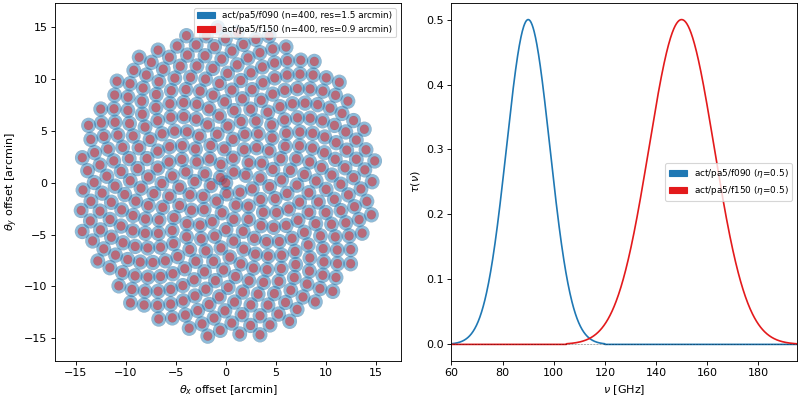 act/pa5/f090 (n=400, res=1.5 arcmin)
act/pa5/f150 (n=400, res=0.9 arcmin)
15
10
5
0
−5
−10
−15
θy offset [arcmin]
−15 −10 −5 0 5 10 15
θx offset [arcmin]
0.5
0.4
0.3
0.2
0.1
0.0
τ(ν)
act/pa5/f090 (η=0.5)
act/pa5/f150 (η=0.5)
60 80 100 120 140 160 180
ν [GHz]